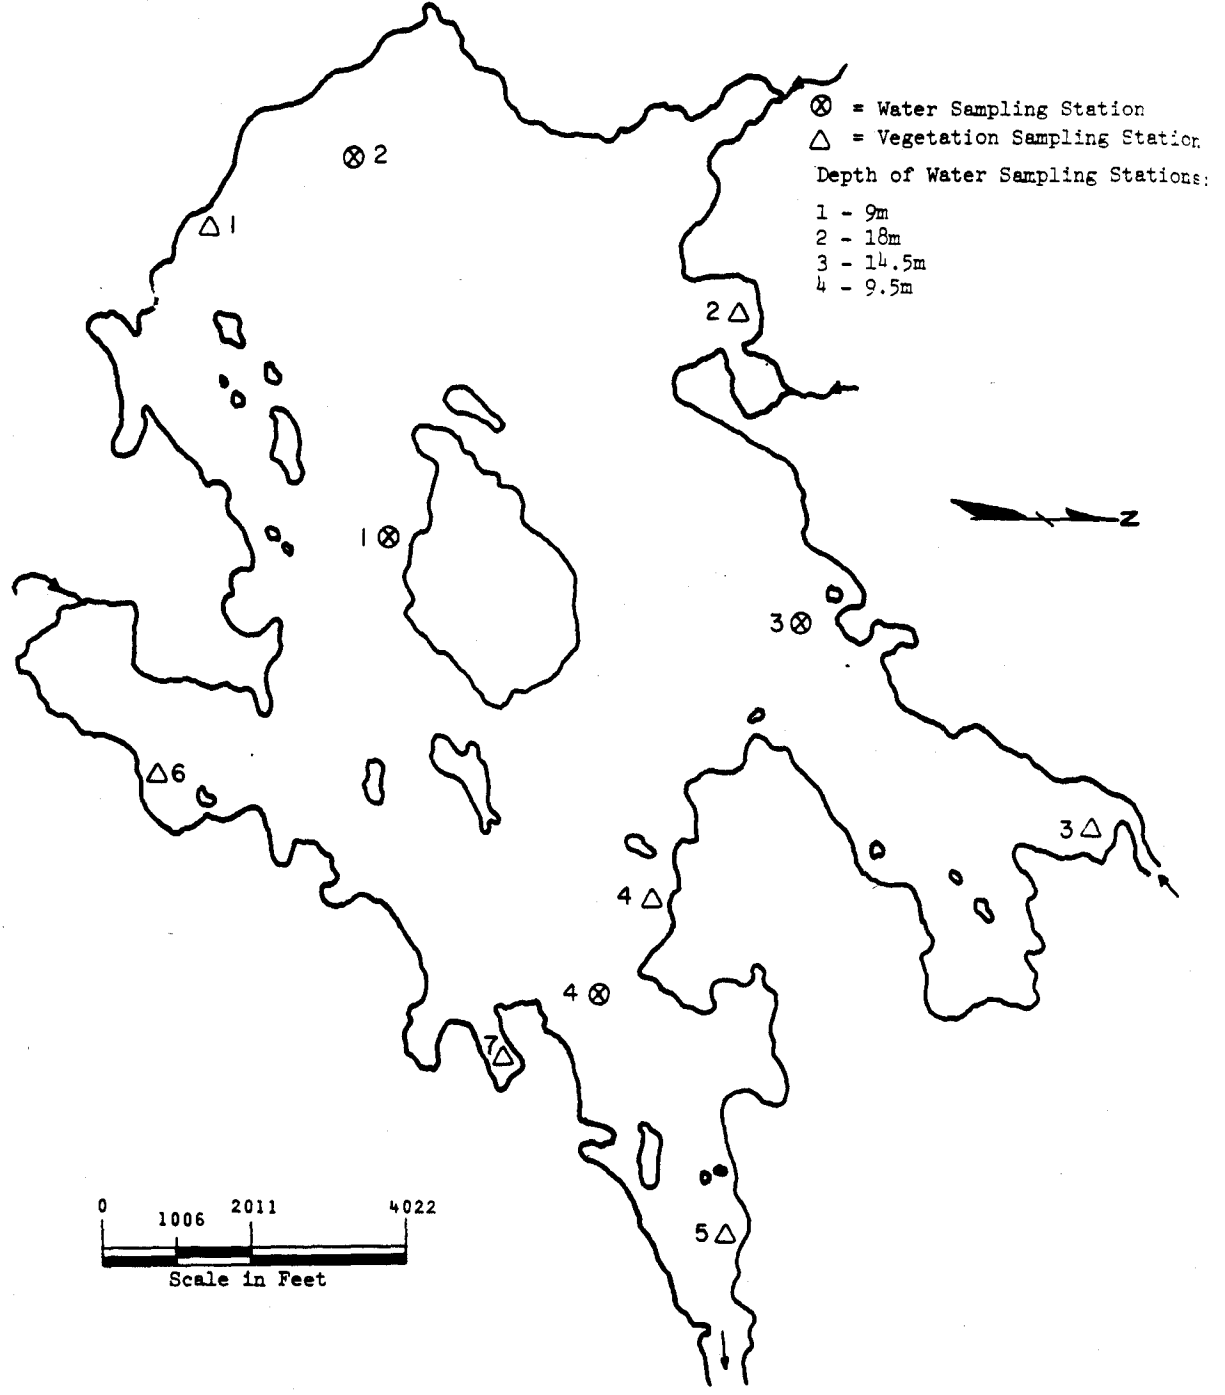 ⊗ = Water Sampling Station
△ = Vegetation Sampling Station
Depth of Water Sampling Stations:
1 - 9m
2 - 18m
3 - 14.5m
4 - 9.5m
2
1
2
1
N
3
6
3
4
4
7
5
0 1006 2011 4022
Scale in Feet